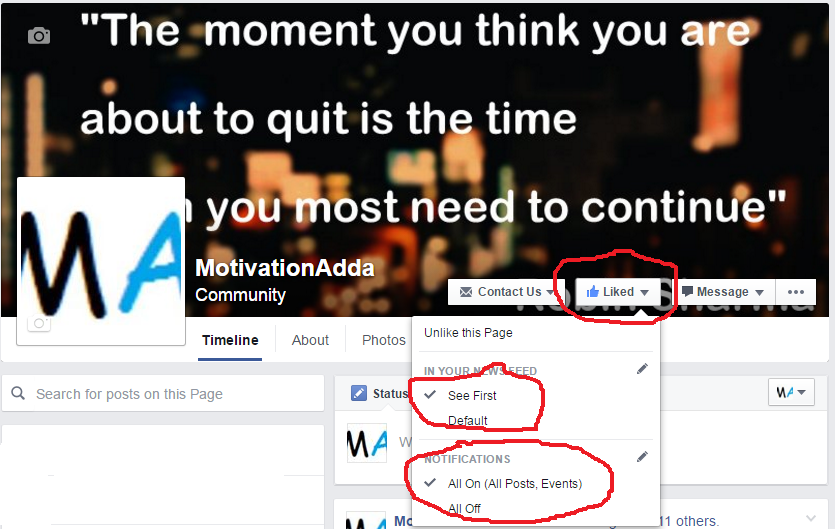 "The moment you think you are
about to quit is the time
you most need to continue"
MA
MotivationAdda
Community
Contact Us
Liked
Message
Timeline
About
Photos
Unlike this Page
IN YOUR NEWS FEED
See First
Default
NOTIFICATIONS
All On (All Posts, Events)
All Off
Search for posts on this Page
Status
MA
MA
W
MA
Mo
11 others.